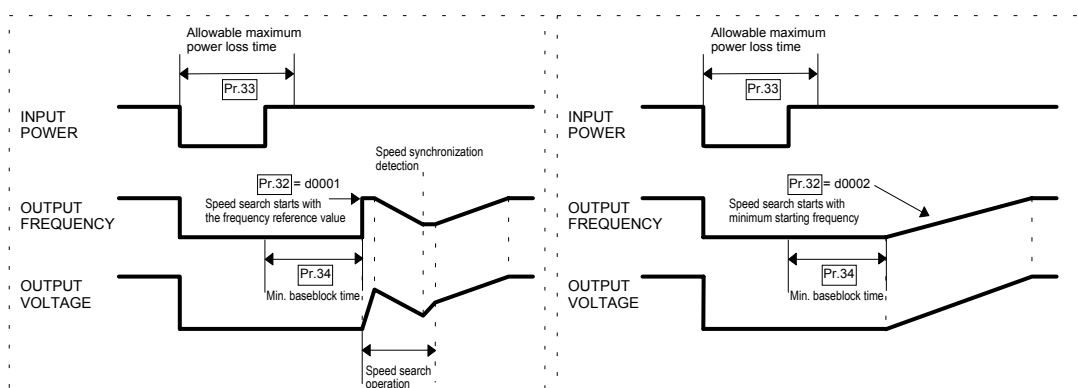 Allowable maximum
power loss time
Pr.33
INPUT
POWER
Speed synchronization
detection
Pr.32 = d0001
Speed search starts with
the frequency reference value
OUTPUT
FREQUENCY
Pr.34
Min. baseblock time
OUTPUT
VOLTAGE
Speed search
operation
Allowable maximum
power loss time
Pr.33
INPUT
POWER
Pr.32 = d0002
Speed search starts with
minimum starting frequency
OUTPUT
FREQUENCY
Pr.34
Min. baseblock time
OUTPUT
VOLTAGE